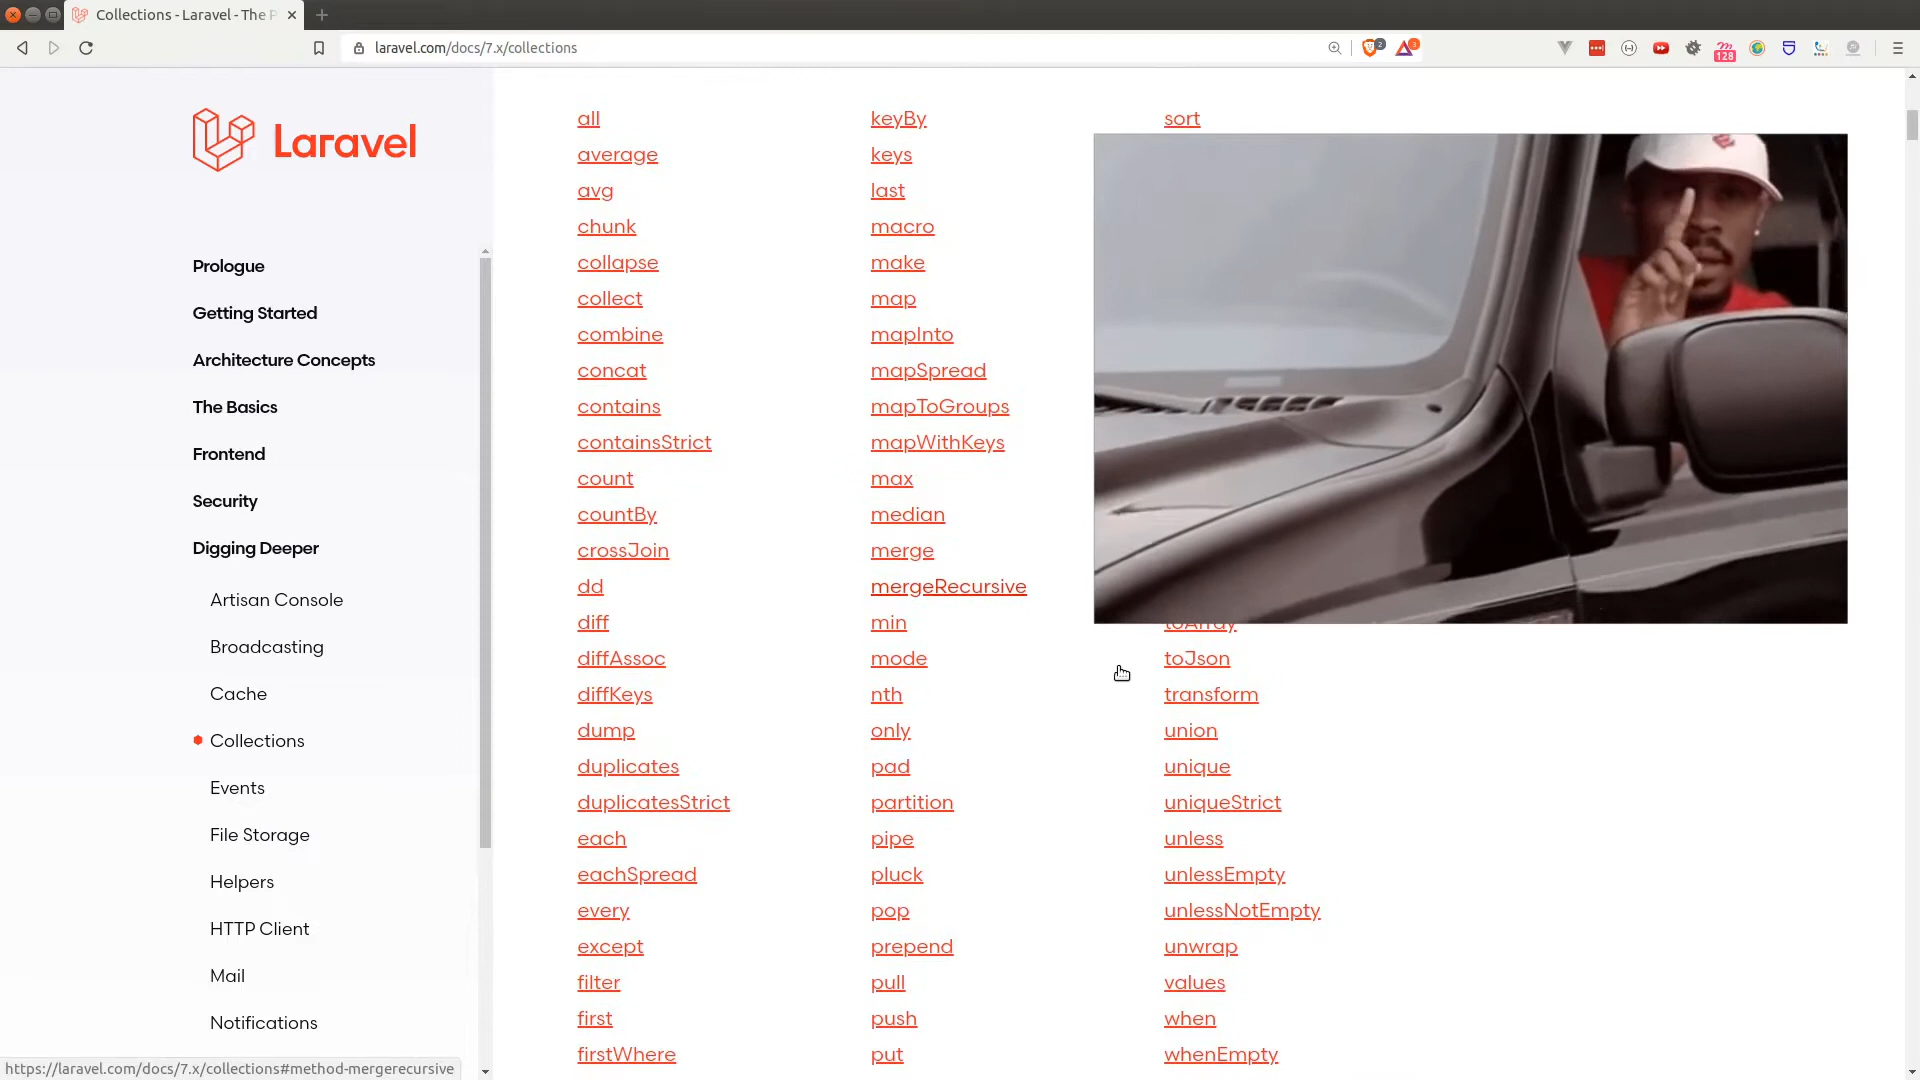 Collections - Laravel - The P
laravel.com/docs/7.x/collections
2
3
128
Laravel
Prologue
Getting Started
Architecture Concepts
The Basics
Frontend
Security
Digging Deeper
Artisan Console
Broadcasting
Cache
Collections
Events
File Storage
Helpers
HTTP Client
Mail
Notifications
all
average
avg
chunk
collapse
collect
combine
concat
contains
containsStrict
count
countBy
crossJoin
dd
diff
diffAssoc
diffKeys
dump
duplicates
duplicatesStrict
each
eachSpread
every
except
filter
first
firstWhere
keyBy
keys
last
macro
make
map
mapInto
mapSpread
mapToGroups
mapWithKeys
max
median
merge
mergeRecursive
min
mode
nth
only
pad
partition
pipe
pluck
pop
prepend
pull
push
put
sort
toArray
toJson
transform
union
unique
uniqueStrict
unless
unlessEmpty
unlessNotEmpty
unwrap
values
when
whenEmpty
https://laravel.com/docs/7.x/collections#method-mergerecursive